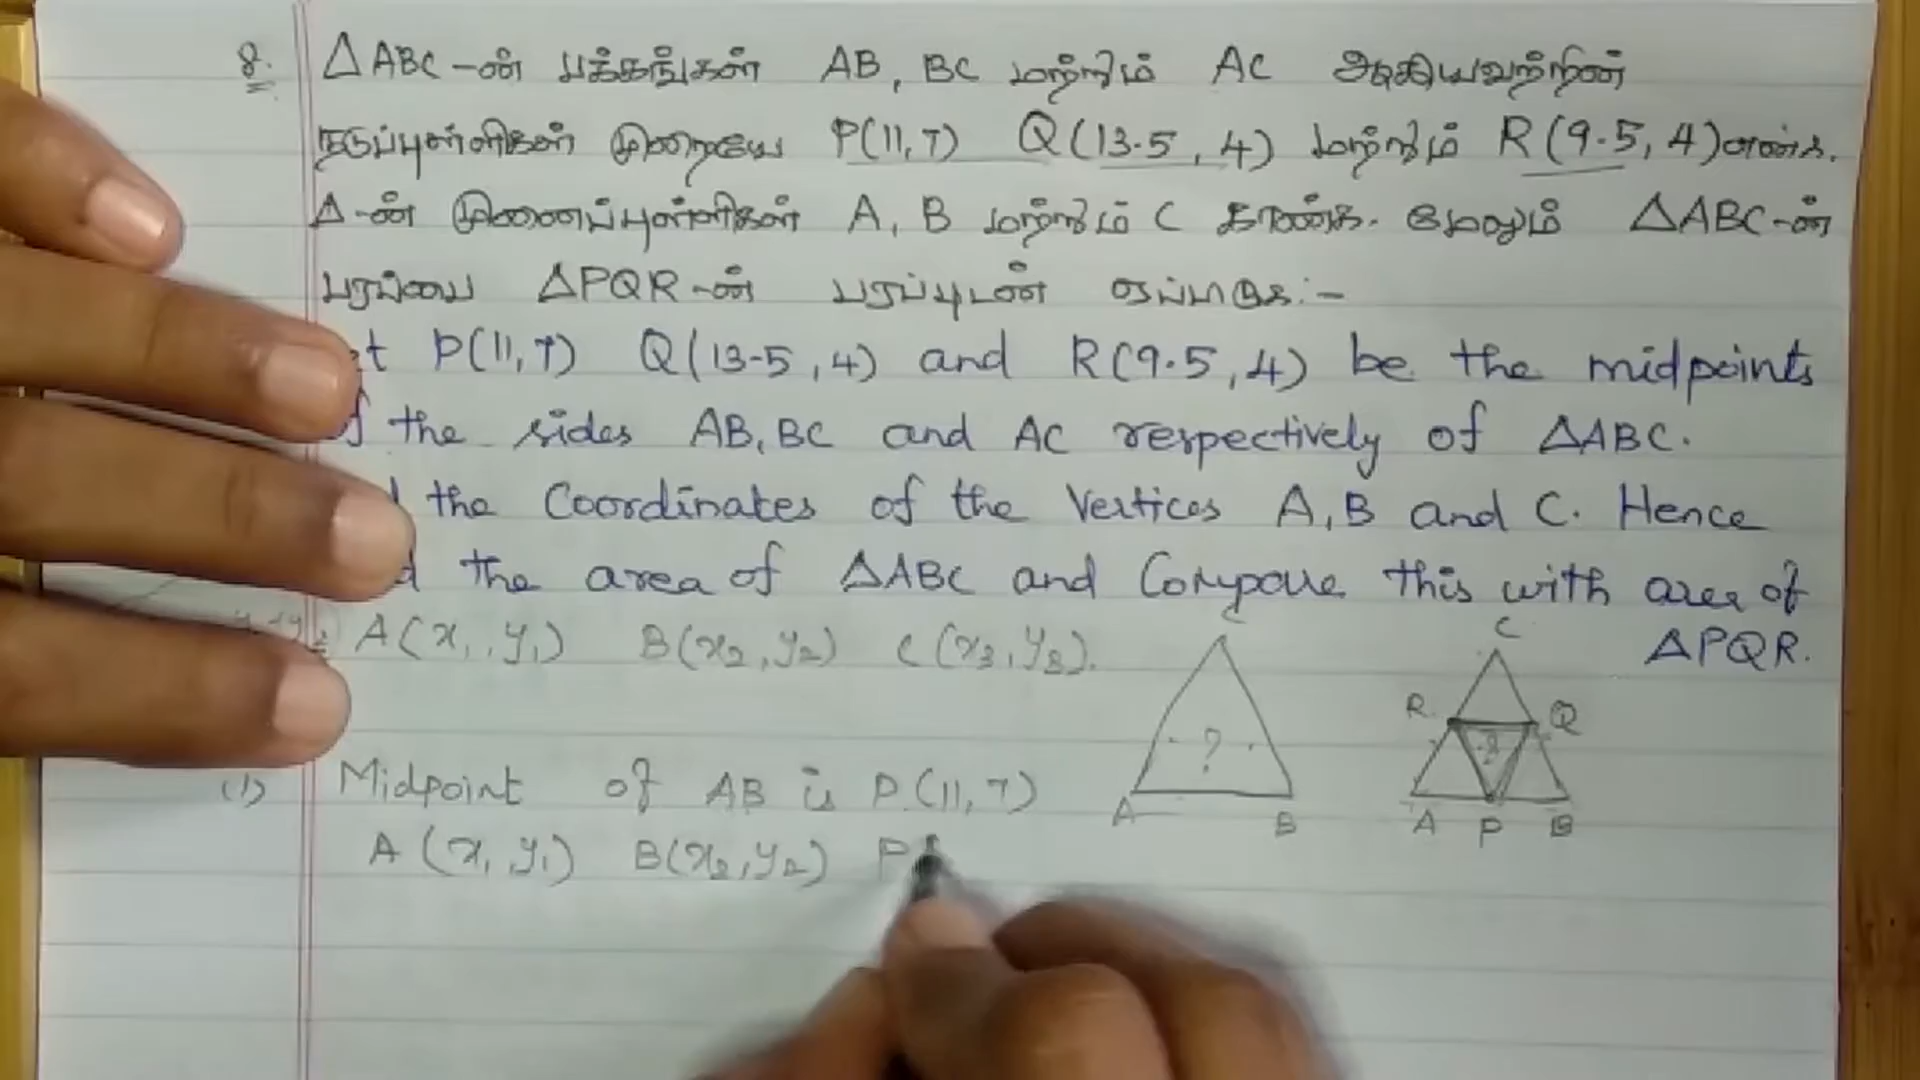 8. ΔABC-ன் பக்கங்கள் AB, BC மற்றும் AC ஆகியவற்றின்
நடுப்புள்ளிகள் முறையே P(11,7) Q(13.5, 4) மற்றும் R(9.5, 4) என்க.
Δ-ன் முனைப்புள்ளிகள் A, B மற்றும் C காண்க. மேலும் ΔABC-ன்
பரப்பை ΔPQR-ன் பரப்புடன் ஒப்பிடுக:-
P(11,7) Q(13.5,4) and R(9.5,4) be the midpoints
the sides AB, BC and AC respectively of ΔABC.
the Coordinates of the Vertices A, B and C. Hence
the area of ΔABC and Compare this with area of
ΔPQR.
A(x1,y1) B(x2,y2) C(x3,y3).
C
R Q
?
A B
A P B
(1) Midpoint of AB is P(11,7)
A(x1 y1) B(x2,y2) P